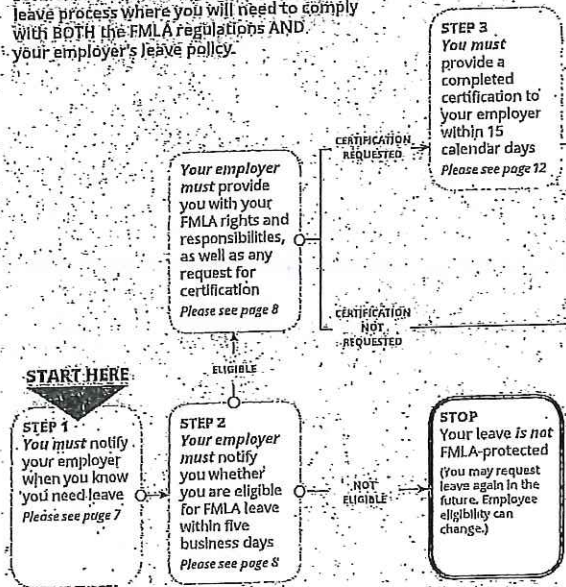 leave process where you will need to comply
with BOTH the FMLA regulations AND
your employer's leave policy.
STEP 3
You must
provide a
completed
certification to
your employer
within 15
calendar days
Please see page 12
CERTIFICATION
REQUESTED
Your employer
must provide
you with your
FMLA rights and
responsibilities,
as well as any
request for
certification
Please see page 8
CERTIFICATION
NOT
REQUESTED
ELIGIBLE
START HERE
STEP 1
You must notify
your employer
when you know
you need leave
Please see page 7
STEP 2
Your employer
must notify
you whether
you are eligible
for FMLA leave
within five
business days
Please see page 8
NOT
ELIGIBLE
STOP
Your leave is not
FMLA-protected
(You may request
leave again in the
future. Employee
eligibility can
change.)